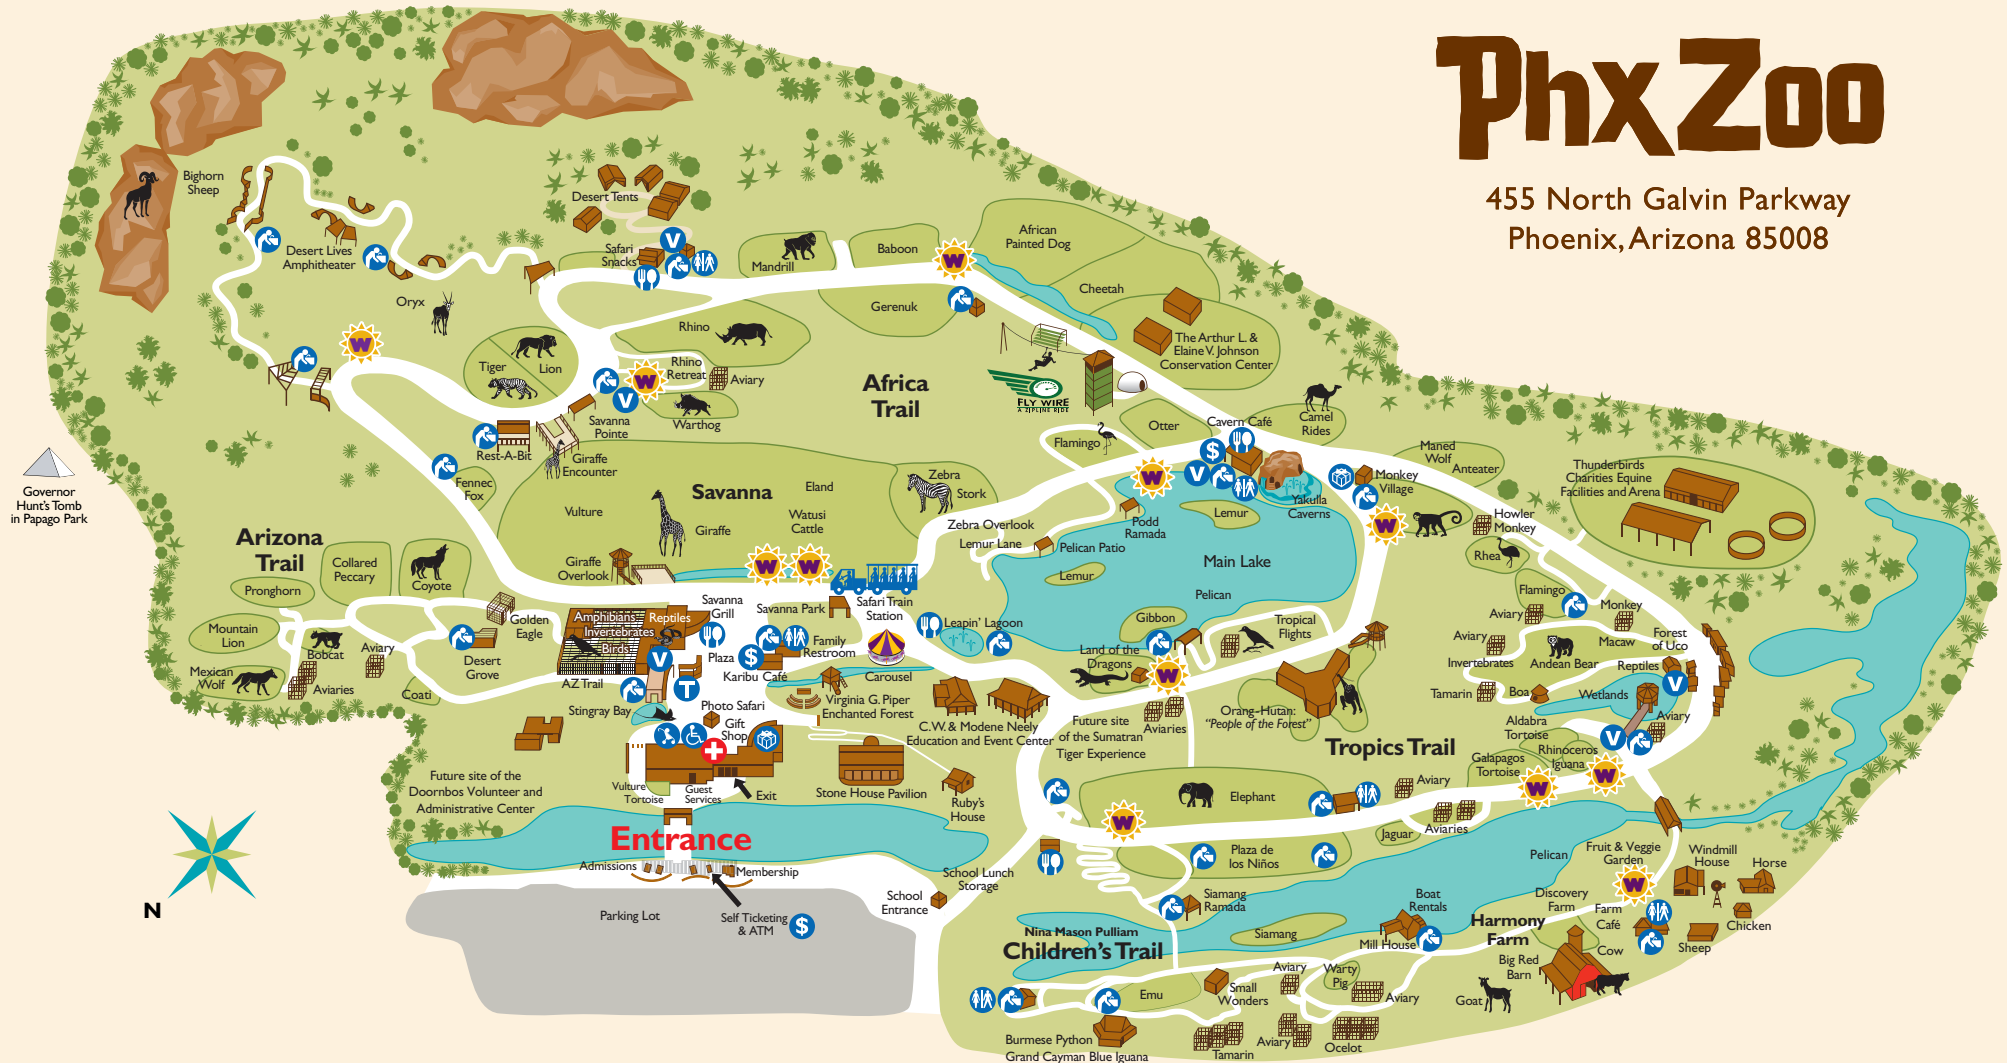 Phx Zoo
455 North Galvin Parkway
Phoenix, Arizona 85008
Bighorn
Sheep
Desert Lives
Amphitheater
Oryx
Desert Tents
Safari
Snacks
V
Mandrill
Baboon
W
African
Painted Dog
Cheetah
Gerenuk
The Arthur L. &
Elaine V. Johnson
Conservation Center
Rhino
Tiger
Lion
W
Rhino
Retreat
W
Aviary
V
Warthog
Savanna
Pointe
Rest-A-Bit
Giraffe
Encounter
Fennec
Fox
Africa
Trail
FLY WIRE
A ZIPLINE RIDE
Otter
Flamingo
Cavern Café
$
V
W
Camel
Rides
Yakulla
Caverns
Monkey
Village
W
Maned
Wolf
Anteater
Howler
Monkey
Rhea
Thunderbirds
Charities Equine
Facilities and Arena
Governor
Hunt's Tomb
in Papago Park
Savanna
Eland
Vulture
Giraffe
Watusi
Cattle
Zebra
Stork
Giraffe
Overlook
W
W
Zebra Overlook
Lemur Lane
Pelican Patio
Podd
Ramada
Lemur
Lemur
Main Lake
Pelican
Gibbon
Tropical
Flights
Arizona
Trail
Pronghorn
Collared
Peccary
Coyote
Mountain
Lion
Bobcat
Mexican
Wolf
Aviaries
Aviary
Coati
Golden
Eagle
Desert
Grove
Amphibians
Reptiles
Invertebrates
Birds
AZ Trail
V
Stingray Bay
T
Savanna
Grill
Plaza
$
Karibu Café
Savanna Park
Family
Restroom
Safari Train
Station
Carousel
Leapin' Lagoon
Virginia G. Piper
Enchanted Forest
C.W. & Modene Neely
Education and Event Center
Photo Safari
Gift
Shop
Vulture
Tortoise
Guest
Services
Exit
Stone House Pavilion
Ruby's
House
Future site of the
Doornbos Volunteer and
Administrative Center
Entrance
Admissions
Membership
Self Ticketing
& ATM
$
Parking Lot
N
School
Entrance
School Lunch
Storage
Land of the
Dragons
W
Aviaries
Future site
of the Sumatran
Tiger Experience
Orang-Hutan:
"People of the Forest"
Tropics Trail
Flamingo
Aviary
Monkey
Macaw
Aviary
Invertebrates
Andean Bear
Forest
of Uco
Reptiles
V
Tamarin
Boa
Wetlands
Aviary
Aldabra
Tortoise
V
Rhinoceros
Iguana
Galapagos
Tortoise
W
W
Elephant
W
Aviary
Aviaries
Jaguar
Plaza de
los Niños
Siamang
Ramada
Siamang
Nina Mason Pulliam
Children's Trail
Boat
Rentals
Mill House
Pelican
Harmony
Farm
Discovery
Farm
Fruit & Veggie
Garden
W
Windmill
House
Horse
Farm
Café
Chicken
Sheep
Cow
Big Red
Barn
Goat
Emu
Burmese Python
Grand Cayman Blue Iguana
Small
Wonders
Tamarin
Aviary
Warty
Pig
Aviary
Aviary
Ocelot